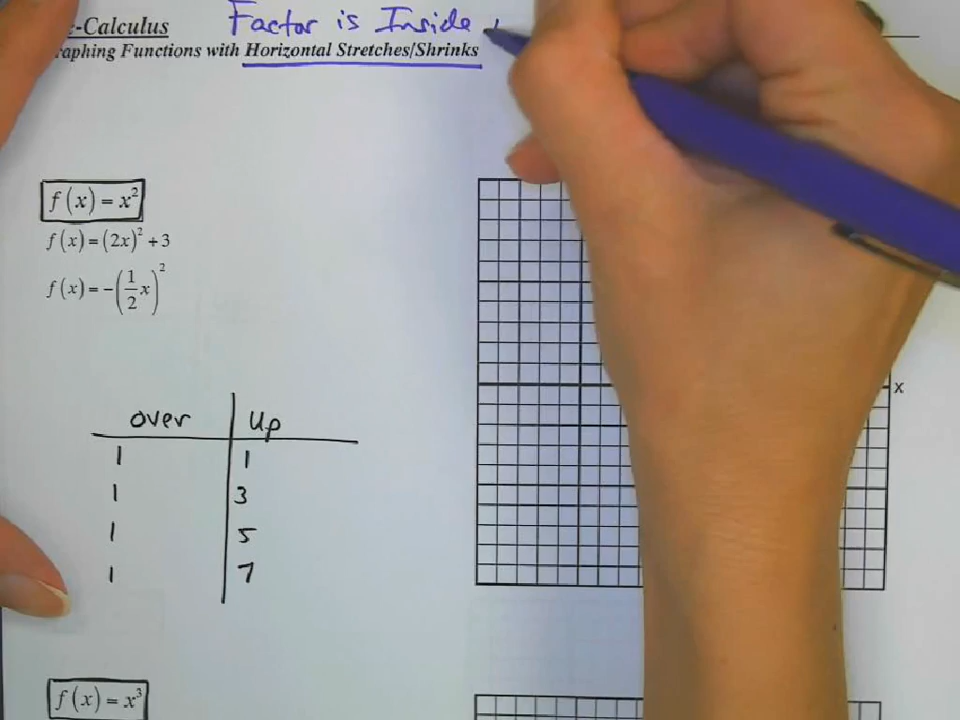 Factor is Inside
-Calculus
raphing Functions with Horizontal Stretches/Shrinks
f(x) = x²
f(x) = (2x)² + 3
f(x) = -(1/2 x)²
x
over Up
1 1
1 3
1 5
1 7
f(x) = x³